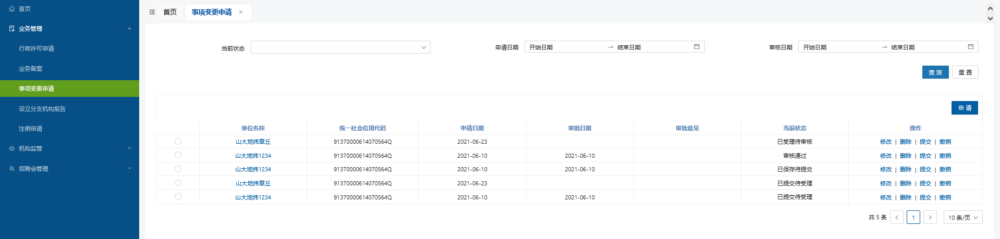 首页
业务管理
行政许可申请
业务备案
事项变更申请
设立分支机构报告
注销申请
机构监管
招聘会管理
首页 事项变更申请
当前状态 申请日期 开始日期 → 结束日期 审核日期 开始日期 → 结束日期
查 询 重 置
申 请
单位名称 统一社会信用代码 申请日期 审批日期 审批意见 当前状态 操作
山大地纬章丘 91370000614070564Q 2021-06-23 已受理待审核 修改 | 删除 | 提交 | 撤销
山大地纬1234 91370000614070564Q 2021-06-10 2021-06-10 审核通过 修改 | 删除 | 提交 | 撤销
山大地纬1234 91370000614070564Q 2021-06-10 2021-06-10 已保存待提交 修改 | 删除 | 提交 | 撤销
山大地纬章丘 91370000614070564Q 2021-06-23 已提交待受理 修改 | 删除 | 提交 | 撤销
山大地纬1234 91370000614070564Q 2021-06-10 2021-06-10 已提交待受理 修改 | 删除 | 提交 | 撤销
共 5 条 < 1 > 10 条/页